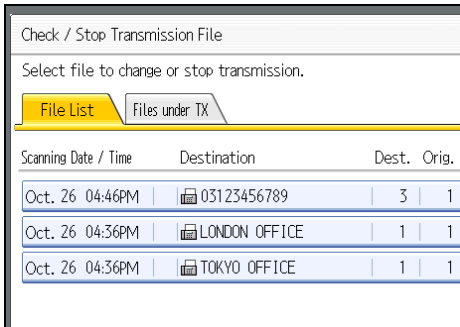 Check / Stop Transmission File
Select file to change or stop transmission.
File List Files under TX
Scanning Date / Time Destination Dest. Orig.
Oct. 26 04:46PM 03123456789 3 1
Oct. 26 04:36PM LONDON OFFICE 1 1
Oct. 26 04:36PM TOKYO OFFICE 1 1